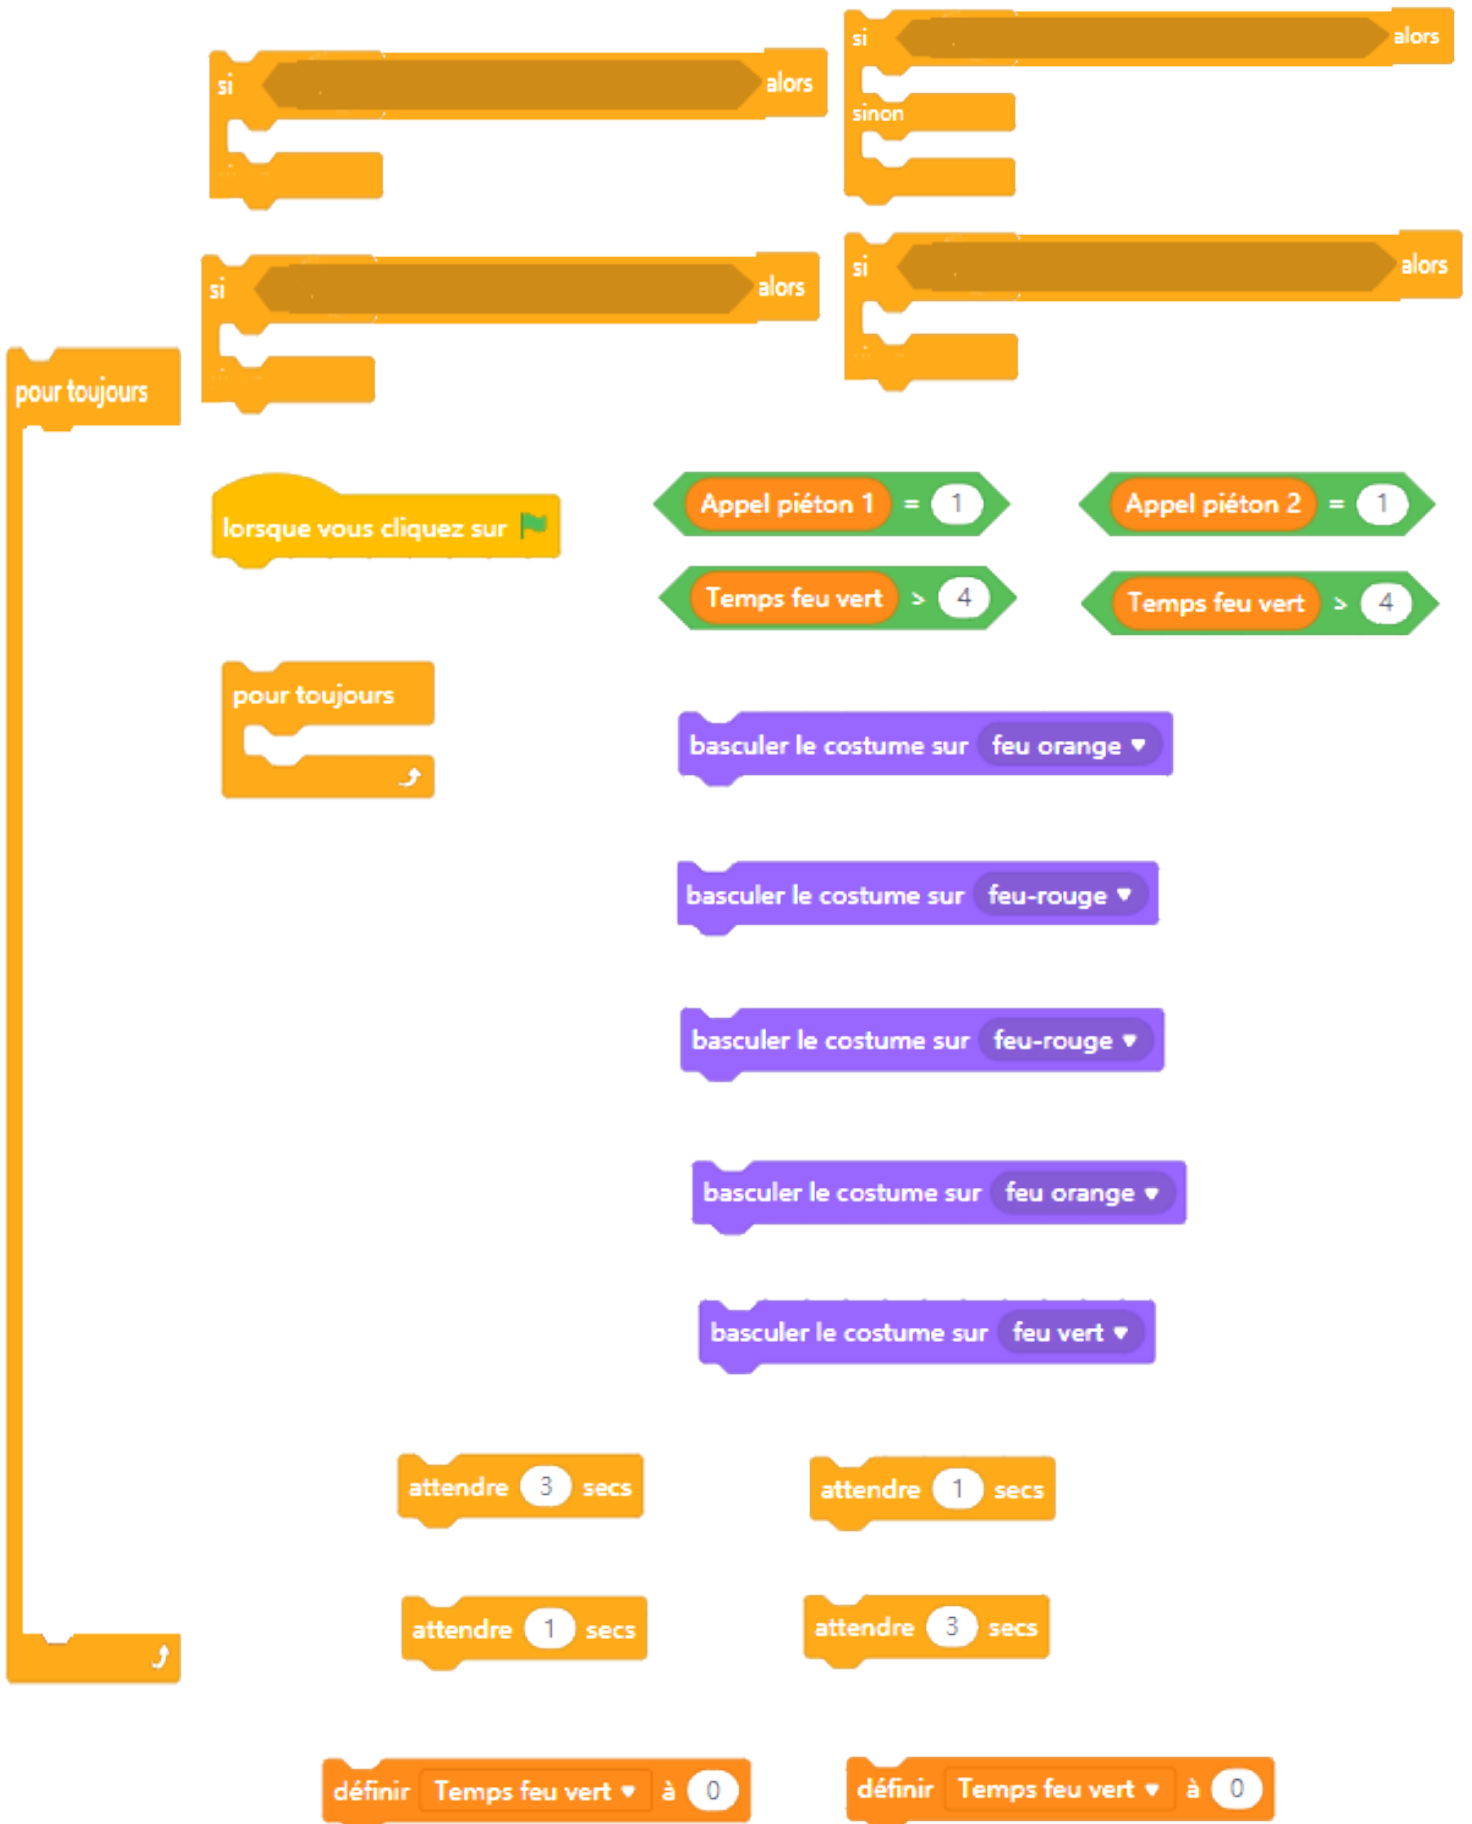 si alors
sinon
si alors
si alors
si alors
pour toujours
lorsque vous cliquez sur
Appel piéton 1 = 1
Appel piéton 2 = 1
Temps feu vert > 4
Temps feu vert > 4
pour toujours
basculer le costume sur feu orange
basculer le costume sur feu-rouge
basculer le costume sur feu-rouge
basculer le costume sur feu orange
basculer le costume sur feu vert
attendre 3 secs
attendre 1 secs
attendre 1 secs
attendre 3 secs
définir Temps feu vert à 0
définir Temps feu vert à 0